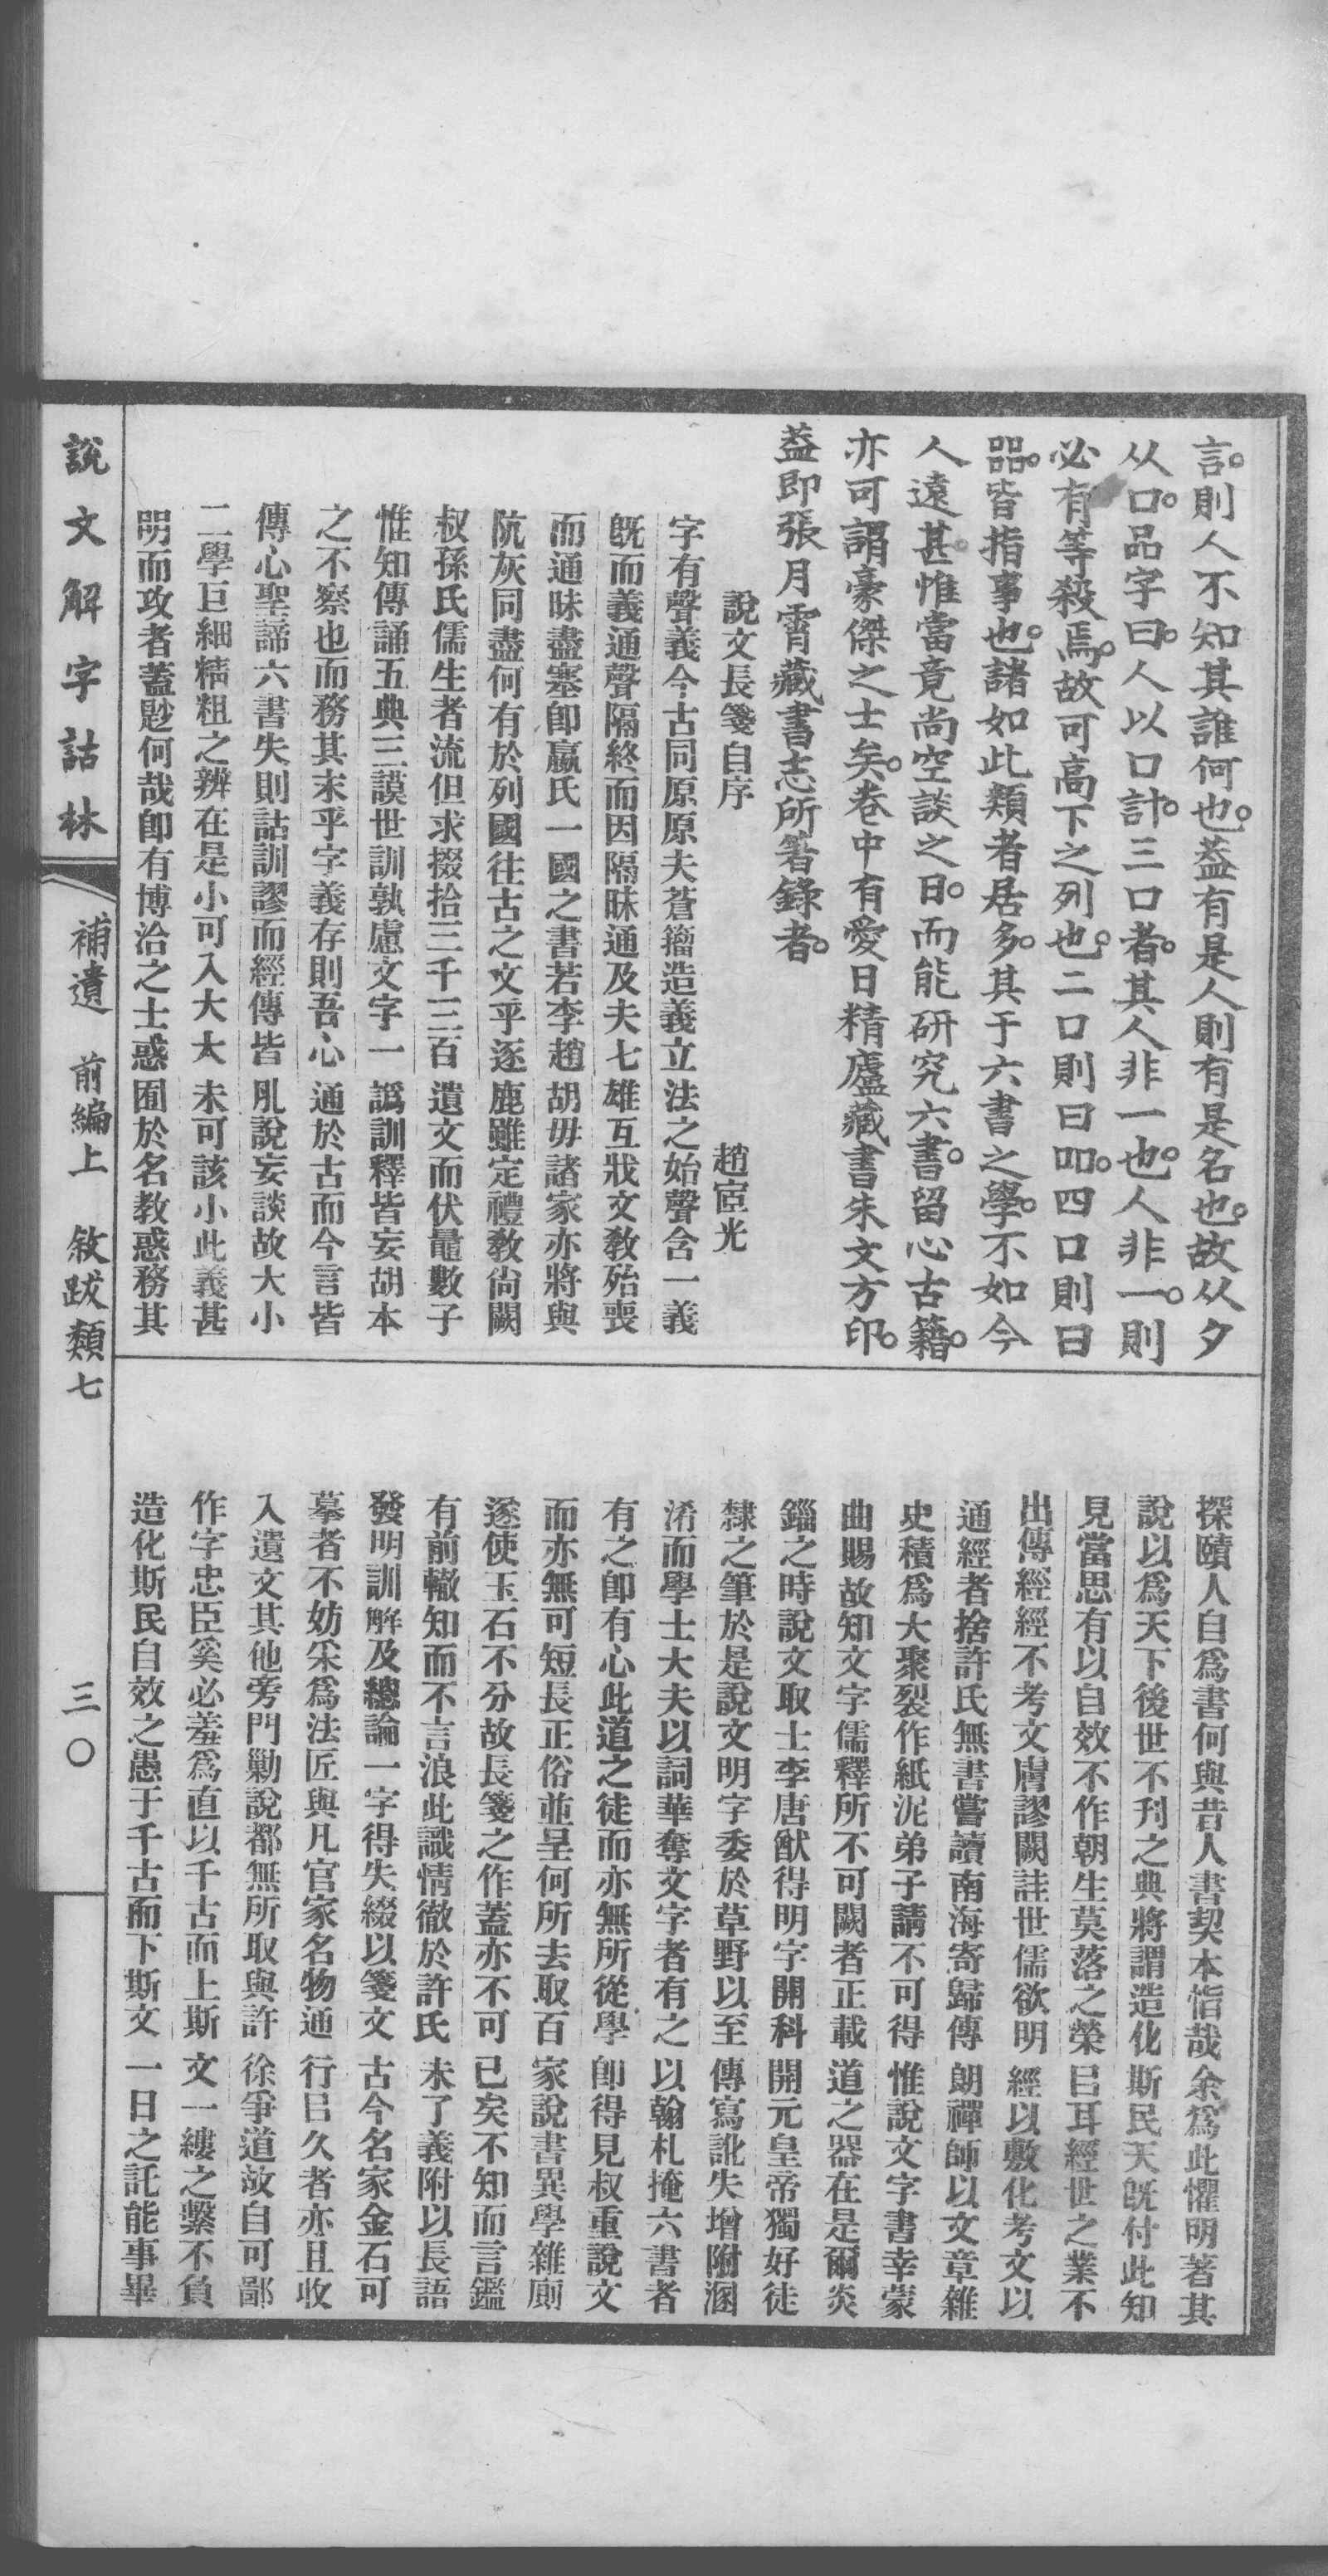 言。則人不知其誰何也。葢有是人則有是名也。故从夕
从口。品字曰。人以口計。三口者。其人非一也。人非一。則
必有等殺焉。故可高下之列也。二口則曰吅。四口則曰
㗊。皆指事也。諸如此類者居多。其于六書之學。不如今
人遠甚。惟當竟尚空談之日。而能研究六書。留心古籍。
亦可謂豪傑之士矣。卷中有愛日精廬藏書朱文方印。
葢即張月霄藏書志所箸錄者。
說文長箋自序 趙宧光
字有聲義今古同原原夫蒼籀造義立法之始聲含一義
旣而義通聲隔終而因隔昧通及夫七雄互戕文敎殆喪
而通昧盡塞卽嬴氏一國之書若李趙胡毋諸家亦將與
阬灰同盡何有於列國往古之文乎逐鹿雖定禮敎尙闕
叔孫氏儒生者流但求掇拾三千三百遺文而伏鼂數子
惟知傳誦五典三謨世訓孰慮文字一譌訓釋皆妄胡本
之不察也而務其末乎字義存則吾心通於古而今言皆
傳心聖諦六書失則詁訓謬而經傳皆肊說妄談故大小
二學巨細精粗之辨在是小可入大大未可該小此義甚
明而攻者蓋尠何哉卽有博洽之士惑囿於名教惑務其
探賾人自爲書何與昔人書契本恉哉余爲此懼明著其
說以爲天下後世不刊之典將謂造化斯民天旣付此知
見當思有以自效不作朝生莫落之榮巳耳經世之業不
出傳經經不考文膚謬闕註世儒欲明經以敷化考文以
通經者捨許氏無書嘗讀南海寄歸傳朗禪師以文章雜
史積爲大聚裂作紙泥弟子請不可得惟說文字書幸蒙
曲賜故知文字儒釋所不可闕者正載道之器在是爾炎
鎦之時說文取士李唐猷得明字開科開元皇帝獨好徒
隸之筆於是說文明字委於草野以至傳寫訛失增附溷
淆而學士大夫以詞華奪文字者有之以翰札掩六書者
有之卽有心此道之徒而亦無所從學卽得見叔重說文
而亦無可短長正俗並呈何所去取百家說書異學雜廁
遂使玉石不分故長箋之作蓋亦不可已矣不知而言鑑
有前轍知而不言浪此識情徹於許氏未了義附以長語
發明訓解及總論一字得失綴以箋文古今名家金石可
摹者不妨采爲法匠與凡官家名物通行巳久者亦且收
入遺文其他旁門勦說都無所取與許徐爭道故自可鄙
作字忠臣奚必羞爲直以千古而上斯文一縷之繫不負
造化斯民自效之愚于千古而下斯文一日之託能事畢
說文解字詁林 補遺 前編上 敘跋類七 三〇